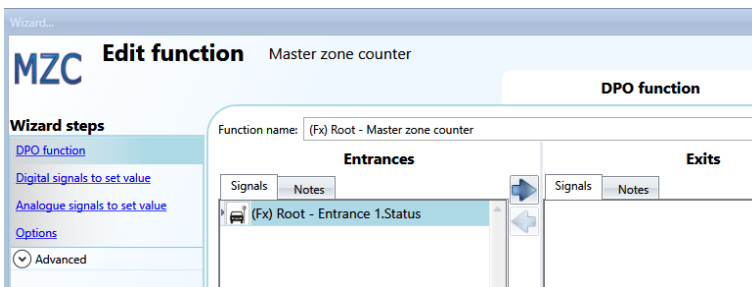 Wizard...
MZC Edit function Master zone counter
DPO function
Wizard steps
DPO function
Digital signals to set value
Analogue signals to set value
Options
Advanced
Function name: (Fx) Root - Master zone counter
Entrances
Signals Notes
(Fx) Root - Entrance 1.Status
Exits
Signals Notes